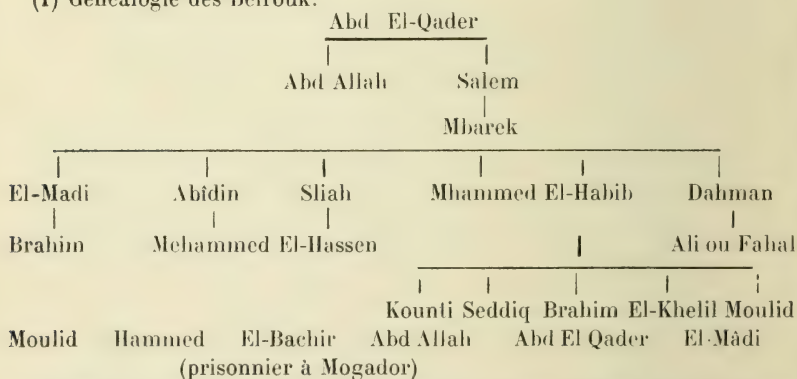 (1) Généalogie des Beïrouk.
Abd El-Qader
Abd Allah Salem
Mbarek
El-Madi Abîdin Sliah Mhammed El-Habib Dahman
Brahim Mehammed El-Hassen Ali ou Fahal
Kounti Seddiq Brahim El-Khelil Moulid
Moulid Hammed El-Bachir Abd Allah Abd El Qader El-Mâdi
(prisonnier à Mogador)